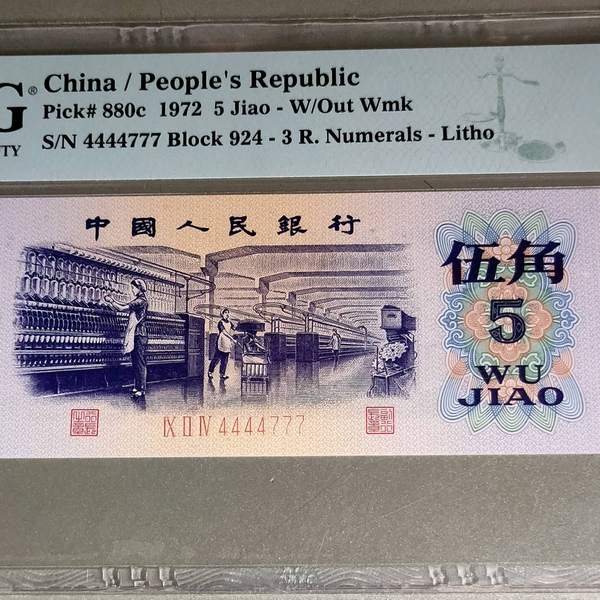 G®
China / People's Republic
Pick# 880c 1972 5 Jiao - W/Out Wmk
TY
S/N 4444777 Block 924 - 3 R. Numerals - Litho
中國人民銀行
伍角
5
WU
JIAO
IX II IV 4444777